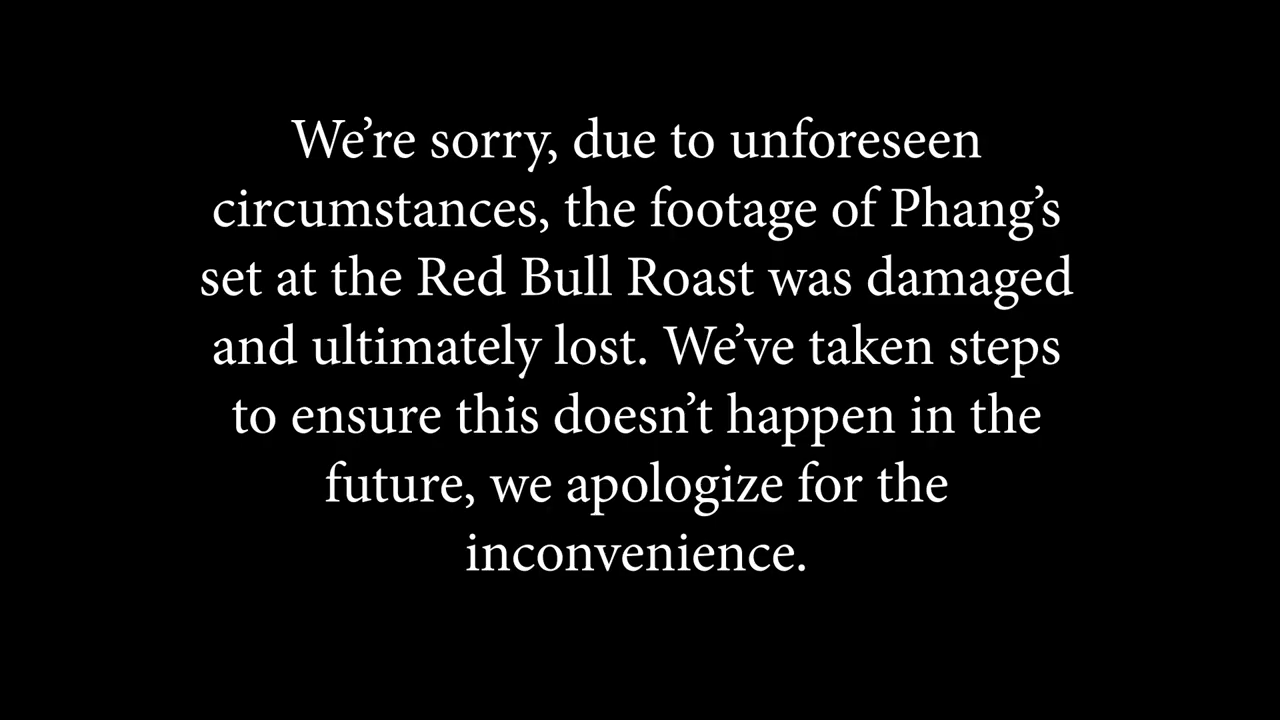 We’re sorry, due to unforeseen
circumstances, the footage of Phang’s
set at the Red Bull Roast was damaged
and ultimately lost. We’ve taken steps
to ensure this doesn’t happen in the
future, we apologize for the
inconvenience.